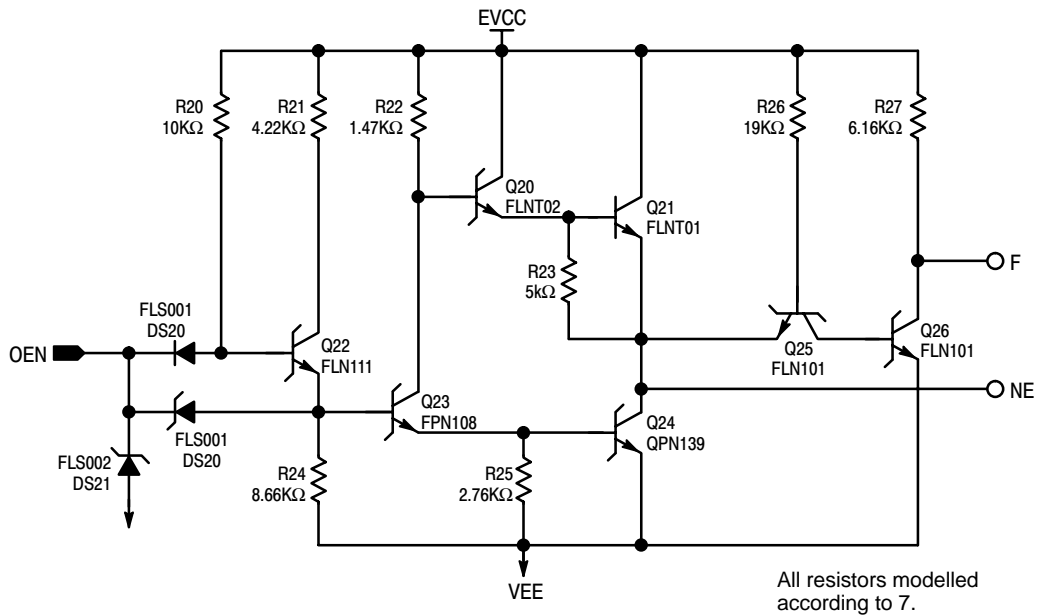 EVCC
R20
10KΩ
R21
4.22KΩ
R22
1.47KΩ
R26
19KΩ
R27
6.16KΩ
Q20
FLNT02
Q21
FLNT01
R23
5kΩ
F
FLS001
DS20
OEN
Q22
FLN111
Q25
FLN101
Q26
FLN101
NE
Q23
FPN108
Q24
QPN139
FLS001
DS20
FLS002
DS21
R24
8.66KΩ
R25
2.76KΩ
VEE
All resistors modelled
according to 7.